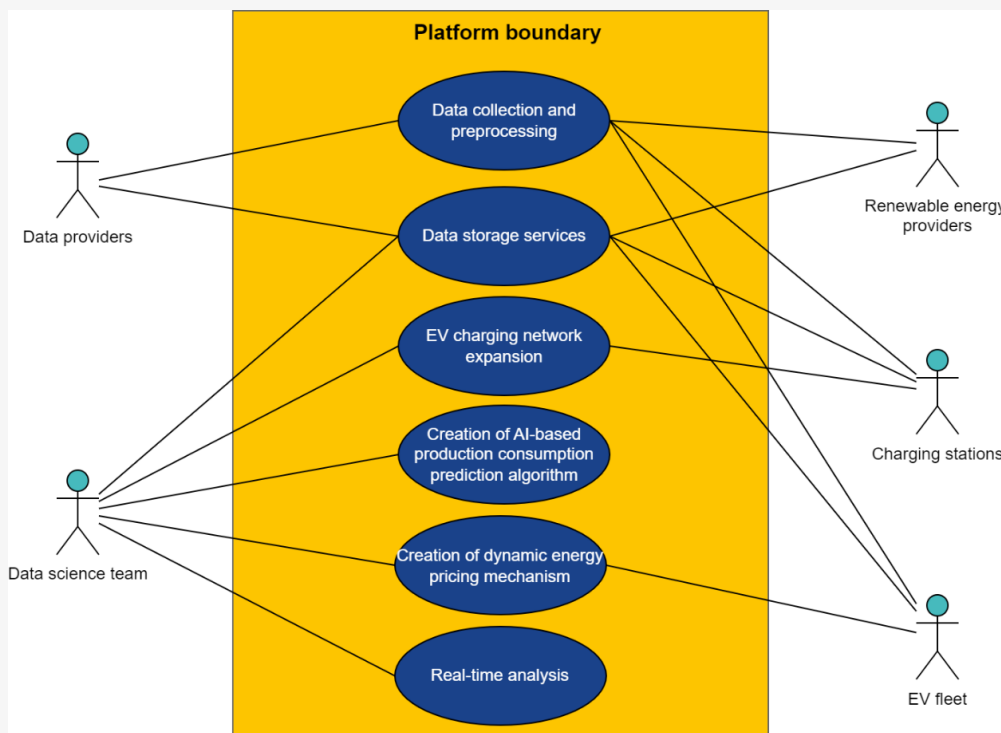 Platform boundary
Data collection and
preprocessing
Data providers
Renewable energy
providers
Data storage services
EV charging network
expansion
Charging stations
Creation of AI-based
production consumption
prediction algorithm
Data science team
Creation of dynamic energy
pricing mechanism
Real-time analysis
EV fleet